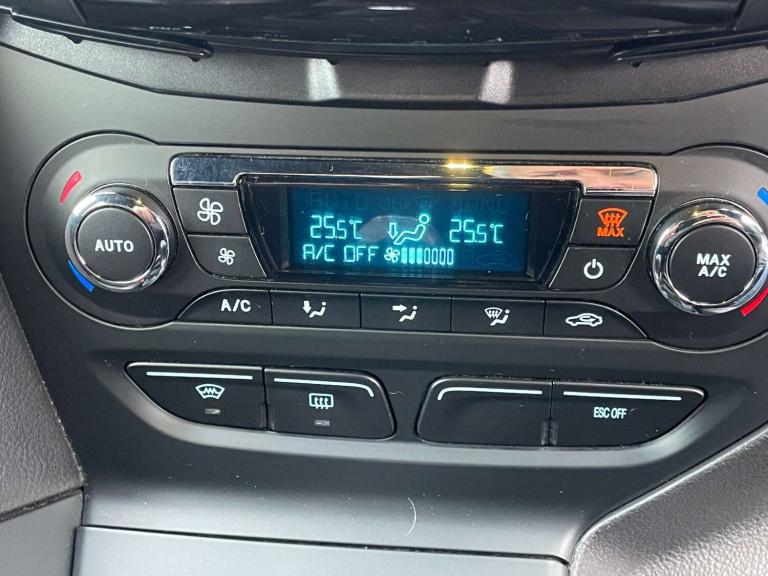 25.5°C 25.5°C
A/C OFF
AUTO
MAX
MAX
A/C
A/C
ESC OFF